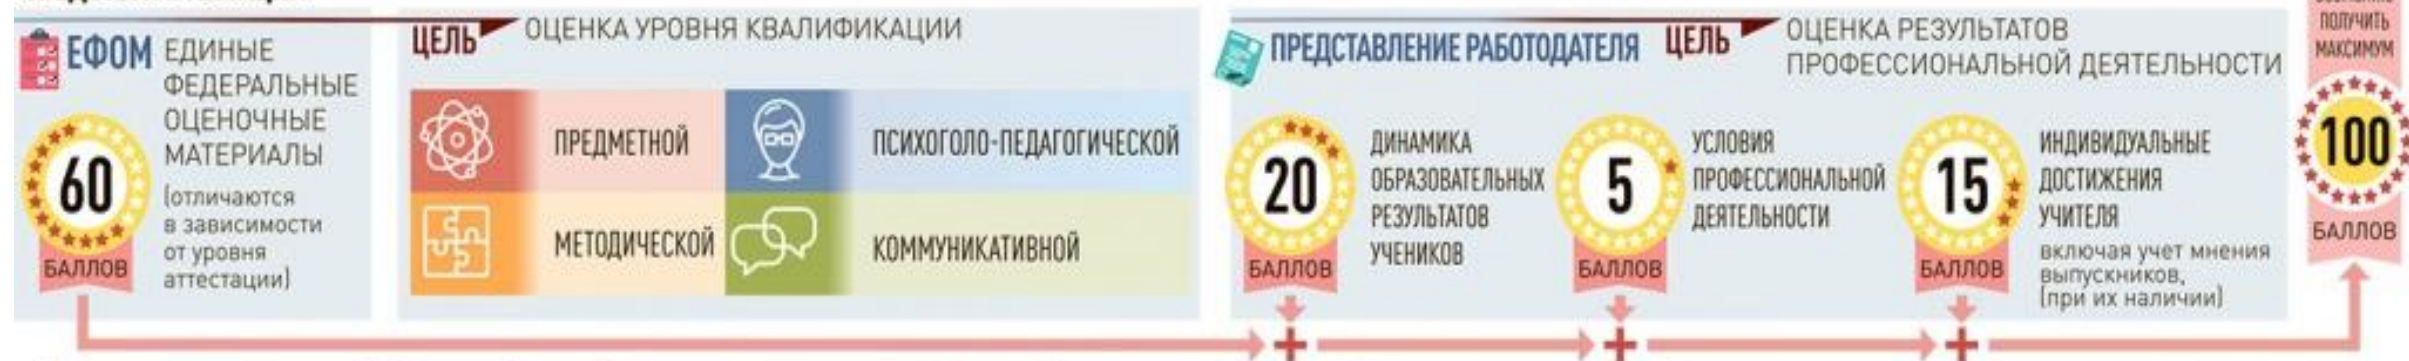 ЕФОМ
ЕДИНЫЕ
ФЕДЕРАЛЬНЫЕ
ОЦЕНОЧНЫЕ
МАТЕРИАЛЫ
(отличаются
в зависимости
от уровня
аттестации)
60
БАЛЛОВ
ЦЕЛЬ
ОЦЕНКА УРОВНЯ КВАЛИФИКАЦИИ
ПРЕДМЕТНОЙ
ПСИХОГОЛО-ПЕДАГОГИЧЕСКОЙ
МЕТОДИЧЕСКОЙ
КОММУНИКАТИВНОЙ
ПРЕДСТАВЛЕНИЕ РАБОТОДАТЕЛЯ
ЦЕЛЬ
ОЦЕНКА РЕЗУЛЬТАТОВ
ПРОФЕССИОНАЛЬНОЙ ДЕЯТЕЛЬНОСТИ
20
БАЛЛОВ
ДИНАМИКА
ОБРАЗОВАТЕЛЬНЫХ
РЕЗУЛЬТАТОВ
УЧЕНИКОВ
5
БАЛЛОВ
УСЛОВИЯ
ПРОФЕССИОНАЛЬНОЙ
ДЕЯТЕЛЬНОСТИ
15
БАЛЛОВ
ИНДИВИДУАЛЬНЫЕ
ДОСТИЖЕНИЯ
УЧИТЕЛЯ
включая учет мнения
выпускников,
(при их наличии)
ПОЛУЧИТЬ
МАКСИМУМ
100
БАЛЛОВ
+
+
+